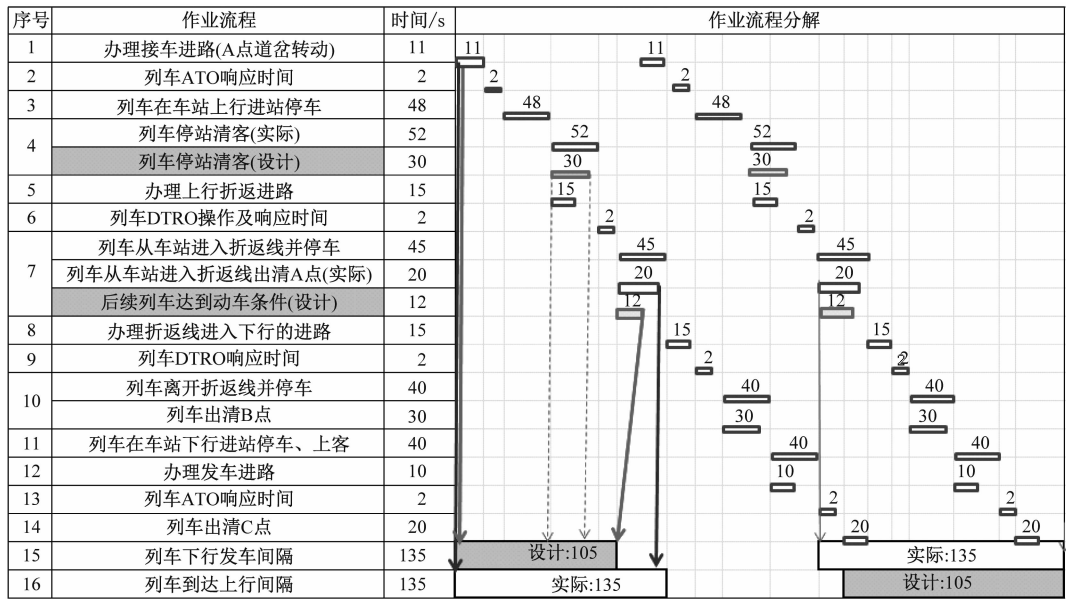 序号 作业流程 时间/s 作业流程分解
1 办理接车进路(A点道岔转动) 11 11 11
2 列车ATO响应时间 2 2 2
3 列车在车站上行进站停车 48 48 48
4 列车停站清客(实际) 52 52 52
列车停站清客(设计) 30 30 30
5 办理上行折返进路 15 15 15
6 列车DTRO操作及响应时间 2 2 2
7 列车从车站进入折返线并停车 45 45 45
列车从车站进入折返线出清A点(实际) 20 20 20
后续列车达到动车条件(设计) 12 12 12
8 办理折返线进入下行的进路 15 15 15
9 列车DTRO响应时间 2 2 2 2
10 列车离开折返线并停车 40 40 40
列车出清B点 30 30 30
11 列车在车站下行进站停车、上客 40 40 40
12 办理发车进路 10 10 10
13 列车ATO响应时间 2 2 2
14 列车出清C点 20 20 20
15 列车下行发车间隔 135 设计:105 实际:135
16 列车到达上行间隔 135 实际:135 设计:105